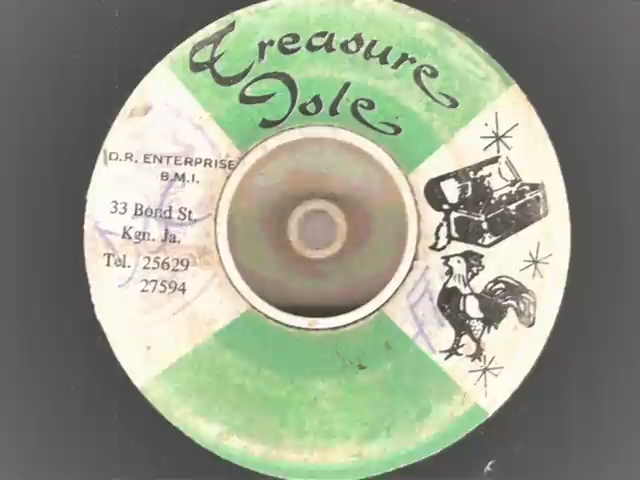 Treasure
Isle
D.R. ENTERPRISE
B.M.I.
33 Bond St.
Kgn. Ja.
Tel. 25629
27594